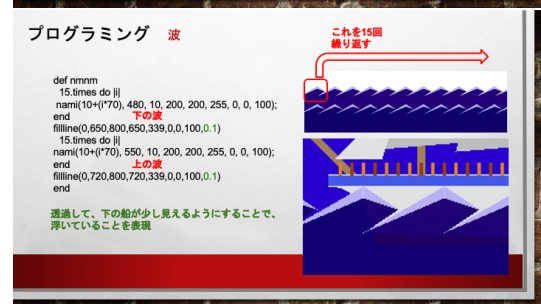 プログラミング 波
これを15回
繰り返す
def nmnm
15.times do |i|
nami(10+(i*70), 480, 10, 200, 200, 255, 0, 0, 100);
end 下の波
fillline(0,650,800,650,339,0,0,100,0.1)
15.times do |i|
nami(10+(i*70), 550, 10, 200, 200, 255, 0, 0, 100);
end 上の波
fillline(0,720,800,720,339,0,0,100,0.1)
end
透過して、下の船が少し見えるようにすることで、
浮いていることを表現